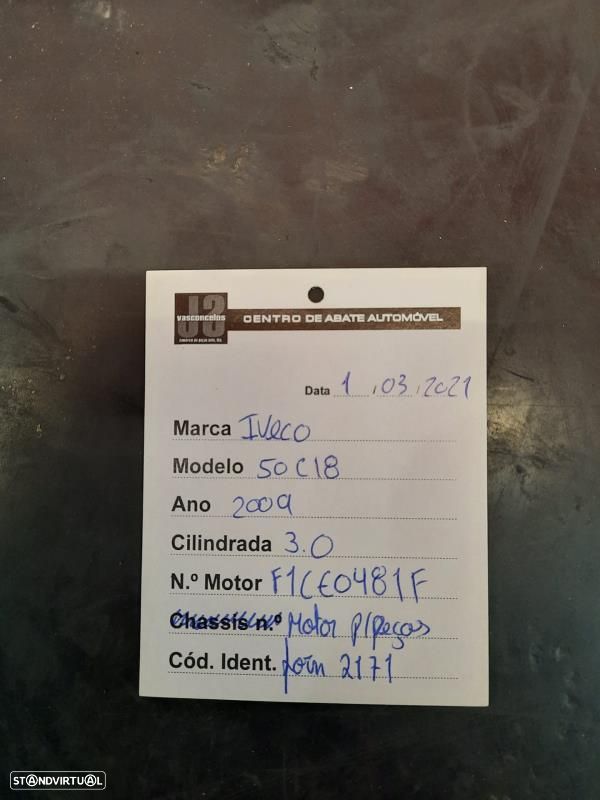 J3
vasconcelos
CENTRO DE ABATE AUTOMÓVEL
Data 1 . 03 . 2021
Marca Iveco
Modelo 50C18
Ano 2009
Cilindrada 3.0
N.º Motor F1CE0481F
Chassis n.º Motor p/peças
Cód. Ident. 2171
STANDVIRTUAL